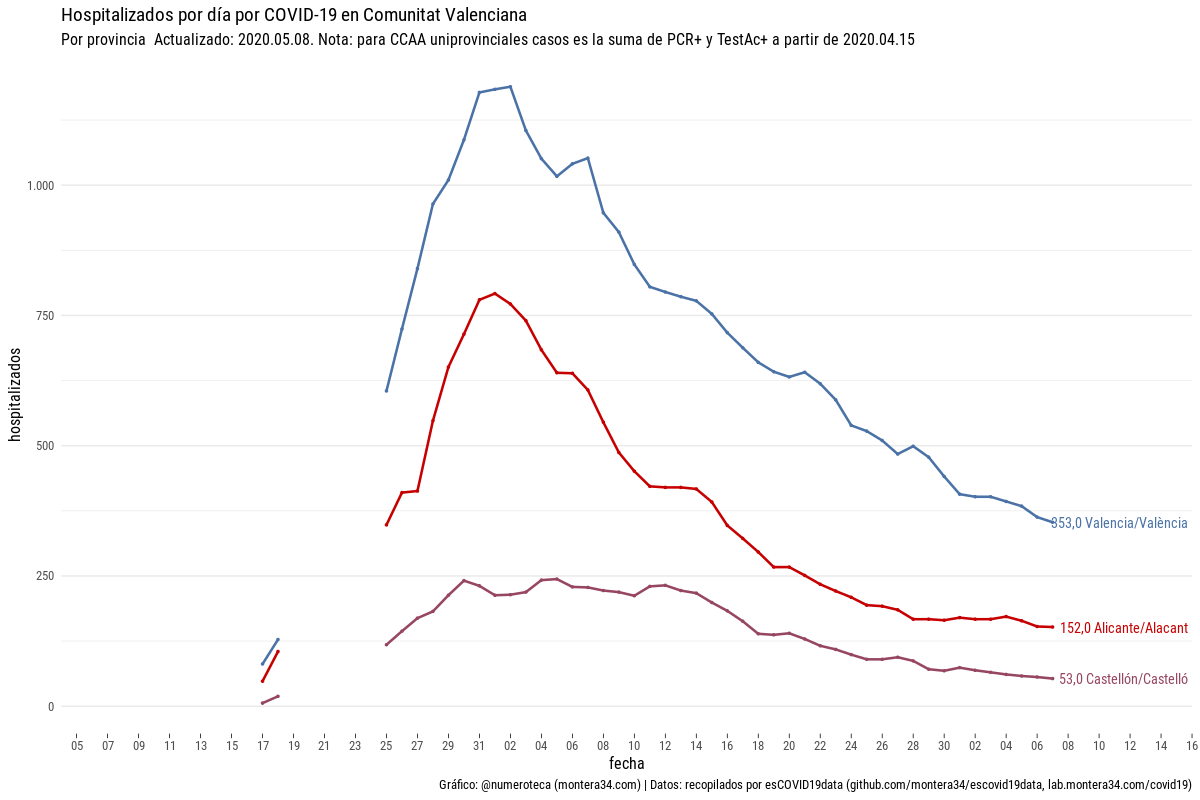 Hospitalizados por día por COVID-19 en Comunitat Valenciana
Por provincia  Actualizado: 2020.05.08. Nota: para CCAA uniprovinciales casos es la suma de PCR+ y TestAc+ a partir de 2020.04.15
hospitalizados
1.000
750
500
250
0
353,0 Valencia/València
152,0 Alicante/Alacant
53,0 Castellón/Castelló
05 07 09 11 13 15 17 19 21 23 25 27 29 31 02 04 06 08 10 12 14 16 18 20 22 24 26 28 30 02 04 06 08 10 12 14 16
fecha
Gráfico: @numeroteca (montera34.com) | Datos: recopilados por esCOVID19data (github.com/montera34/escovid19data, lab.montera34.com/covid19)